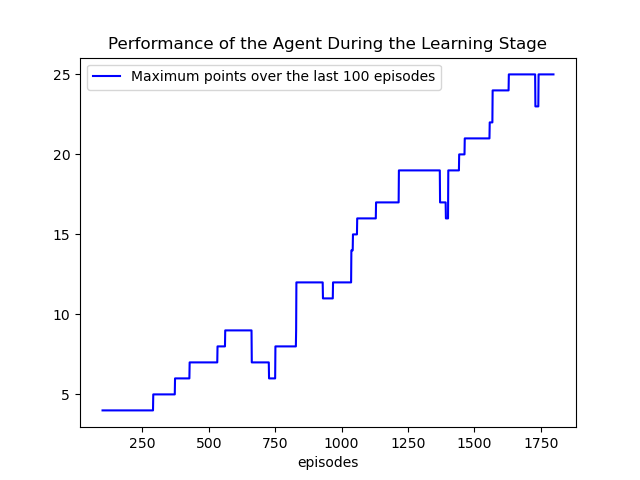 Performance of the Agent During the Learning Stage
Maximum points over the last 100 episodes
25
20
15
10
5
250 500 750 1000 1250 1500 1750
episodes